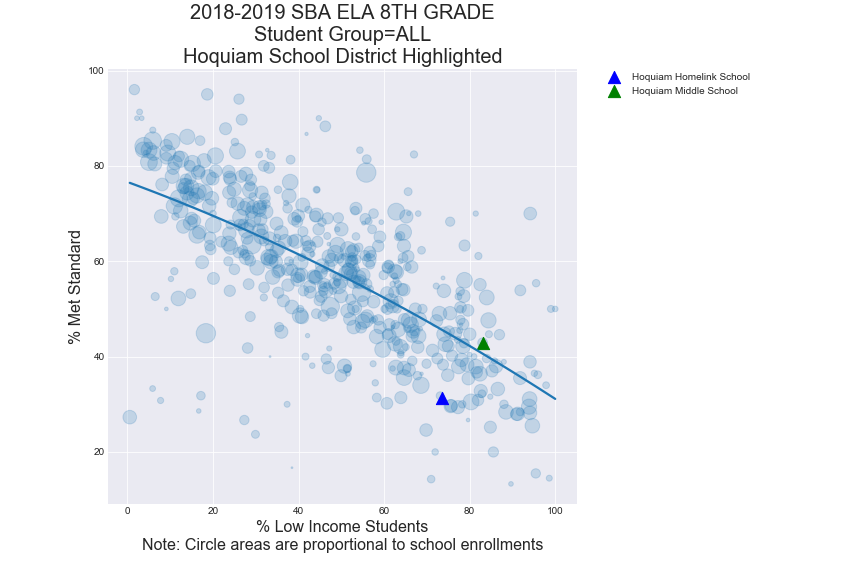 2018-2019 SBA ELA 8TH GRADE
Student Group=ALL
Hoquiam School District Highlighted
Hoquiam Homelink School
Hoquiam Middle School
% Met Standard
100
80
60
40
20
0 20 40 60 80 100
% Low Income Students
Note: Circle areas are proportional to school enrollments